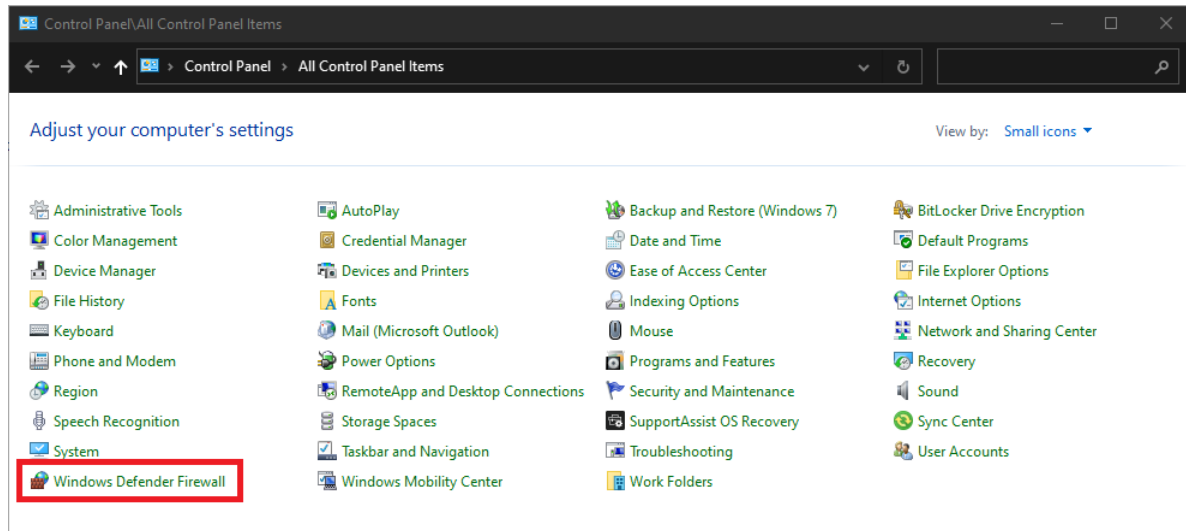 Control Panel\All Control Panel Items
Control Panel > All Control Panel Items
Adjust your computer's settings
View by: Small icons
Administrative Tools
AutoPlay
Backup and Restore (Windows 7)
BitLocker Drive Encryption
Color Management
Credential Manager
Date and Time
Default Programs
Device Manager
Devices and Printers
Ease of Access Center
File Explorer Options
File History
Fonts
Indexing Options
Internet Options
Keyboard
Mail (Microsoft Outlook)
Mouse
Network and Sharing Center
Phone and Modem
Power Options
Programs and Features
Recovery
Region
RemoteApp and Desktop Connections
Security and Maintenance
Sound
Speech Recognition
Storage Spaces
SupportAssist OS Recovery
Sync Center
System
Taskbar and Navigation
Troubleshooting
User Accounts
Windows Defender Firewall
Windows Mobility Center
Work Folders